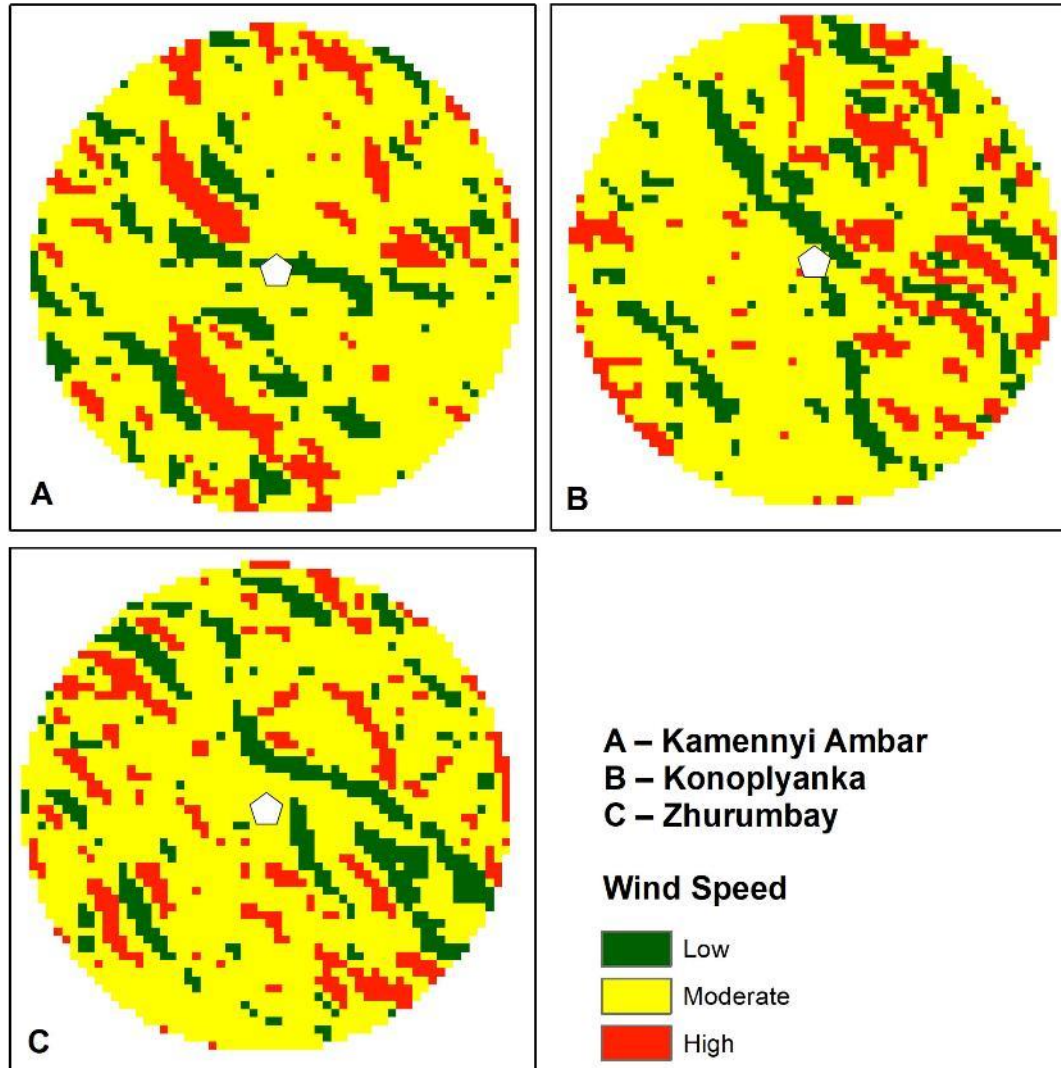 A
B
C
A – Kamennyi Ambar
B – Konoplyanka
C – Zhurumbay
Wind Speed
Low
Moderate
High